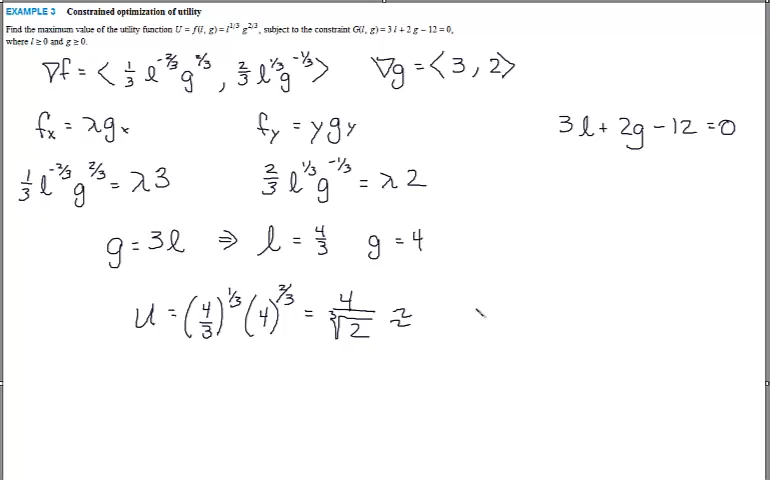 EXAMPLE 3 Constrained optimization of utility
Find the maximum value of the utility function U = f(l, g) = l^{1/3} g^{2/3}, subject to the constraint G(l, g) = 3 l + 2 g − 12 = 0,
where l ≥ 0 and g ≥ 0.
∇f = < 1/3 l^{-2/3} g^{2/3} , 2/3 l^{1/3} g^{-1/3} > ∇g = <3, 2>
fx = λgx fy = ygy 3l + 2g - 12 = 0
1/3 l^{-2/3} g^{2/3} = λ3 2/3 l^{1/3} g^{-1/3} = λ2
g = 3l ⇒ l = 4/3 g = 4
U = (4/3)^{1/3} (4)^{2/3} = 4/∛2 ≈